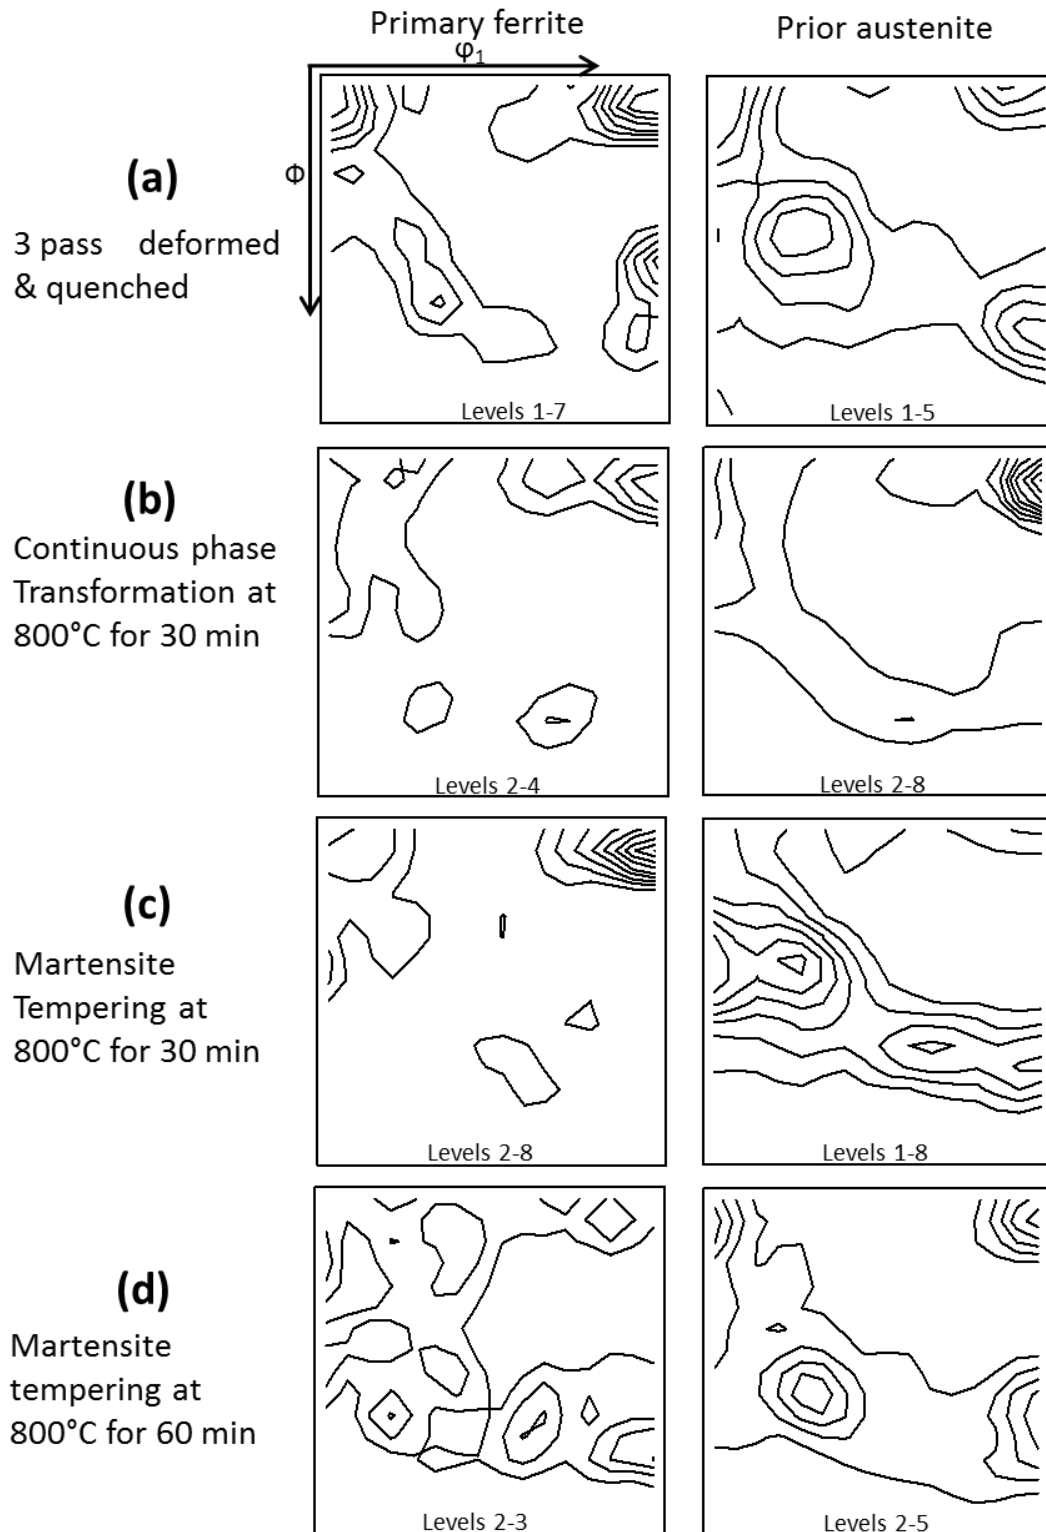 Primary ferrite
Prior austenite
φ1
Φ
(a)
3 pass deformed
& quenched
Levels 1-7
Levels 1-5
(b)
Continuous phase
Transformation at
800°C for 30 min
Levels 2-4
Levels 2-8
(c)
Martensite
Tempering at
800°C for 30 min
Levels 2-8
Levels 1-8
(d)
Martensite
tempering at
800°C for 60 min
Levels 2-3
Levels 2-5